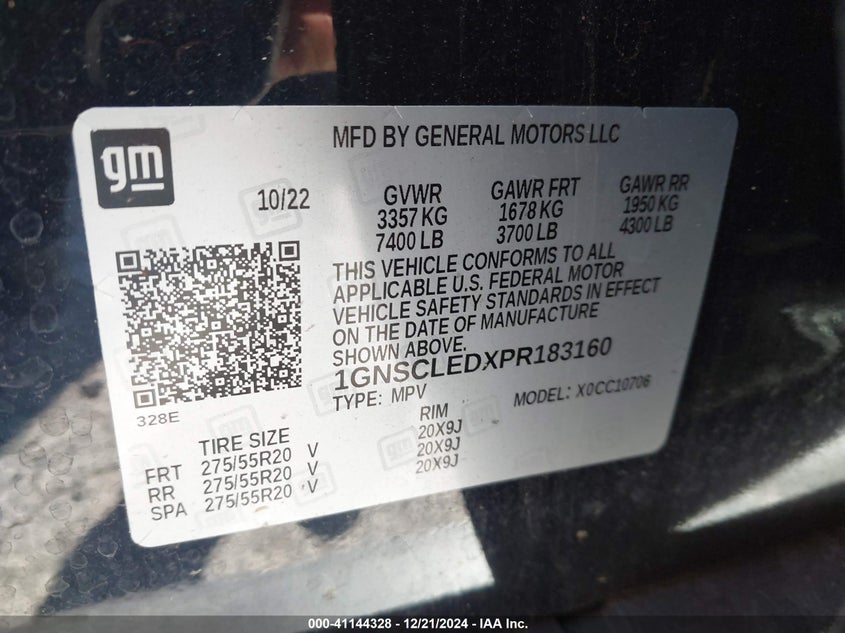 gm
MFD BY GENERAL MOTORS LLC
10/22
GVWR GAWR FRT GAWR RR
3357 KG 1678 KG 1950 KG
7400 LB 3700 LB 4300 LB
THIS VEHICLE CONFORMS TO ALL
APPLICABLE U.S. FEDERAL MOTOR
VEHICLE SAFETY STANDARDS IN EFFECT
ON THE DATE OF MANUFACTURE
SHOWN ABOVE.
1GNSCLEDXPR183160
TYPE: MPV MODEL: X0CC10706
328E
TIRE SIZE RIM
FRT 275/55R20 V 20X9J
RR 275/55R20 V 20X9J
SPA 275/55R20 V 20X9J
000-41144328 - 12/21/2024 - IAA Inc.